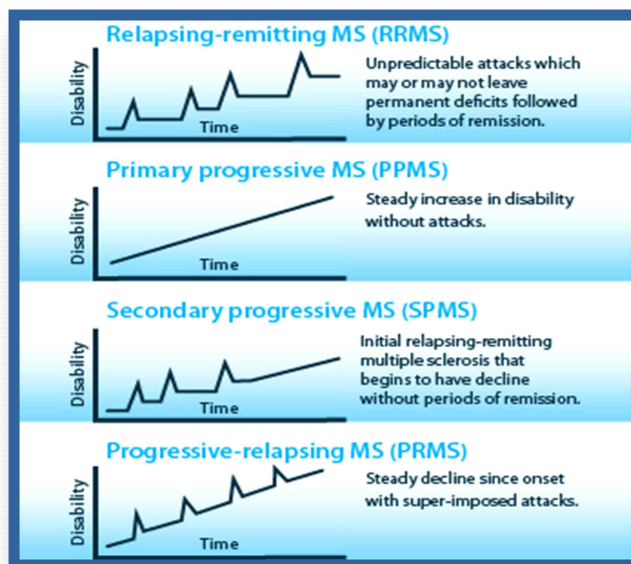 Relapsing-remitting MS (RRMS)
Disability
Time
Unpredictable attacks which
may or may not leave
permanent deficits followed
by periods of remission.
Primary progressive MS (PPMS)
Disability
Time
Steady increase in disability
without attacks.
Secondary progressive MS (SPMS)
Disability
Time
Initial relapsing-remitting
multiple sclerosis that
begins to have decline
without periods of remission.
Progressive-relapsing MS (PRMS)
Disability
Time
Steady decline since onset
with super-imposed attacks.